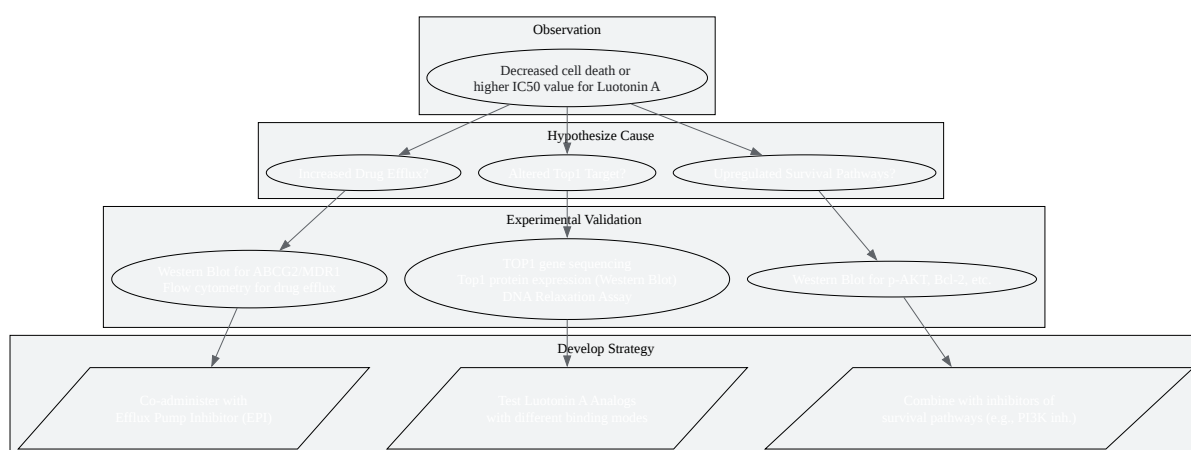 Observation
Decreased cell death or
higher IC50 value for Luotonin A
Hypothesize Cause
Increased Drug Efflux?
Altered Top1 Target?
Upregulated Survival Pathways?
Experimental Validation
Western Blot for ABCG2/MDR1
Flow cytometry for drug efflux
TOP1 gene sequencing
Top1 protein expression (Western Blot)
DNA Relaxation Assay
Western Blot for p-AKT, Bcl-2, etc.
Develop Strategy
Co-administer with
Efflux Pump Inhibitor (EPI)
Test Luotonin A Analogs
with different binding modes
Combine with inhibitors of
survival pathways (e.g., PI3K inh.)